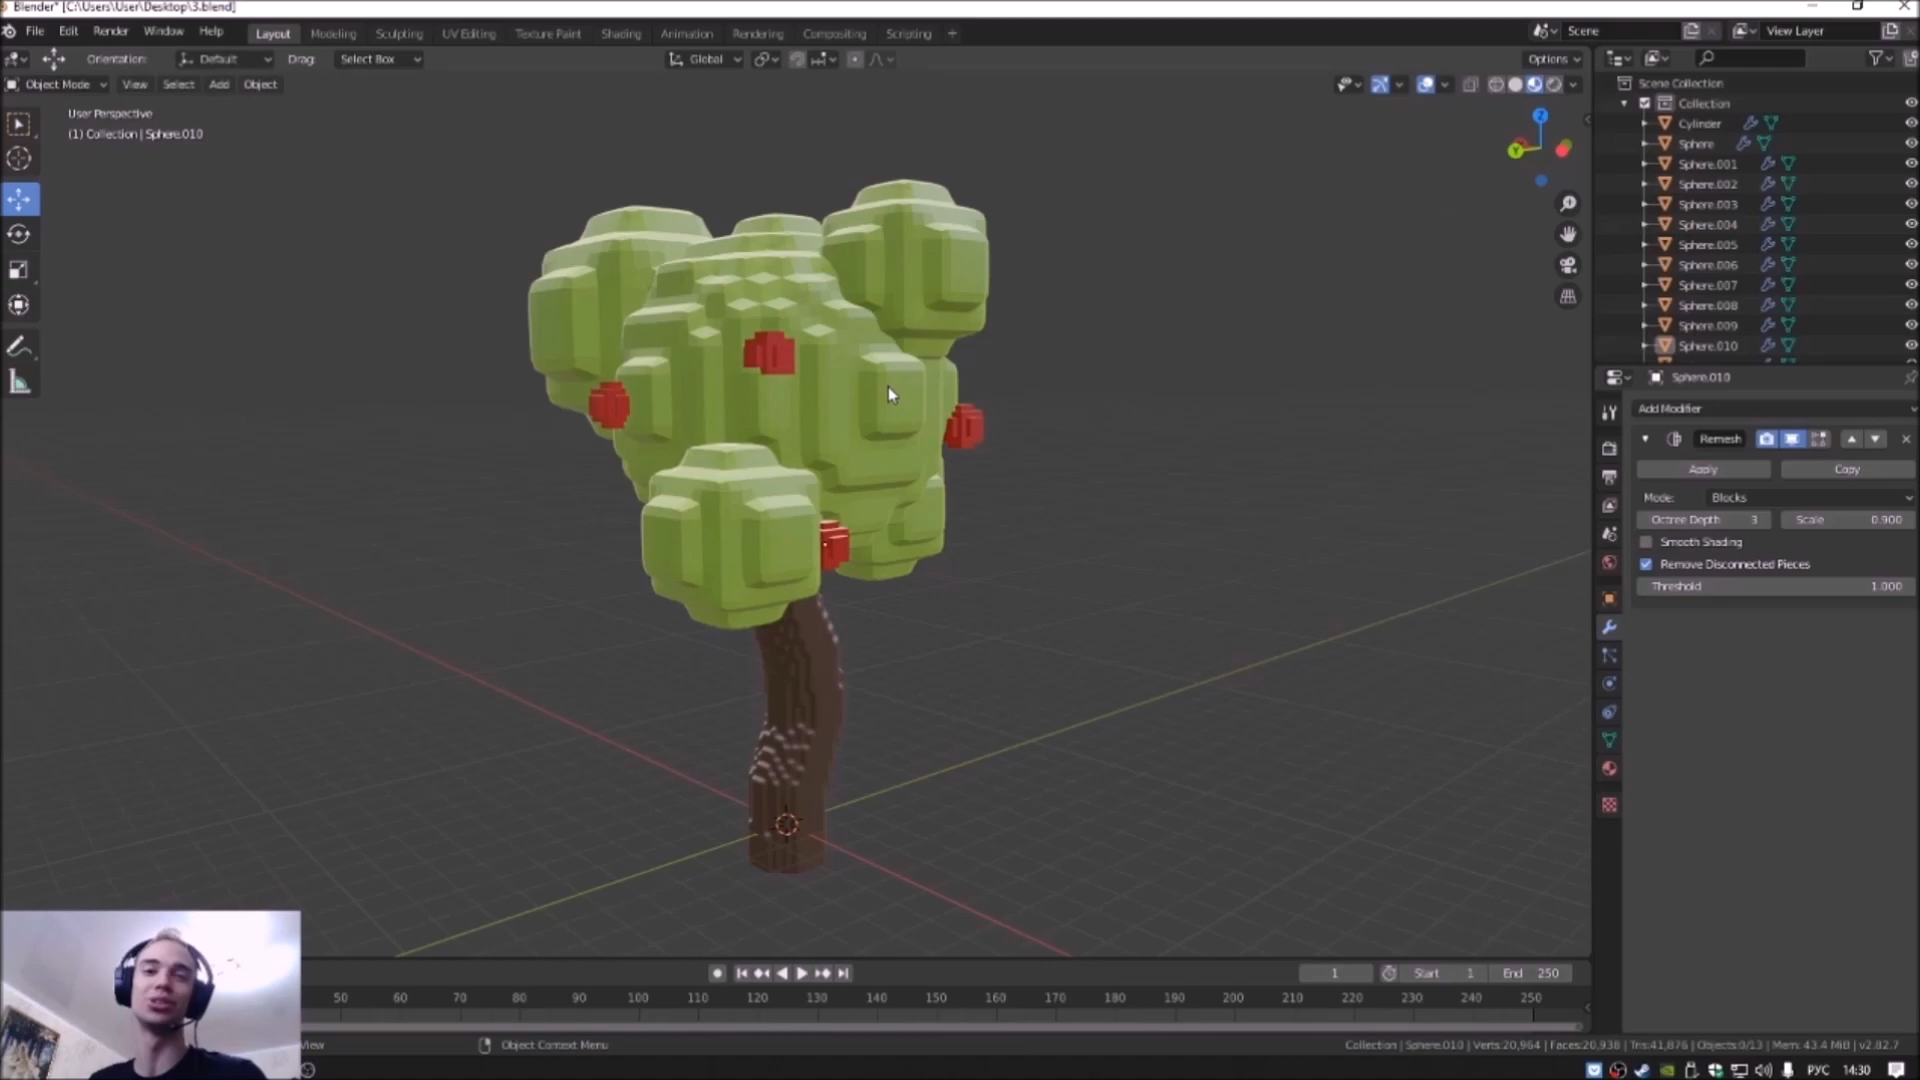 Blender* [C:\Users\User\Desktop\3.blend]
File Edit Render Window Help Layout Modeling Sculpting UV Editing Texture Paint Shading Animation Rendering Compositing Scripting + Scene View Layer
Orientation: Default Drag: Select Box Global Options
Object Mode View Select Add Object
User Perspective
(1) Collection | Sphere.010
Z
Y
Scene Collection
Collection
Cylinder
Sphere
Sphere.001
Sphere.002
Sphere.003
Sphere.004
Sphere.005
Sphere.006
Sphere.007
Sphere.008
Sphere.009
Sphere.010
Sphere.010
Add Modifier
Remesh
Apply Copy
Mode: Blocks
Octree Depth 3 Scale 0.900
Smooth Shading
Remove Disconnected Pieces
Threshold 1.000
1 Start 1 End 250
50 60 70 80 90 100 110 120 130 140 150 160 170 180 190 200 210 220 230 240 250
View Object Context Menu Collection | Sphere.010 | Verts:20,964 | Faces:20,938 | Tris:41,876 | Objects:0/13 | Mem: 43.4 MiB | v2.82.7
РУС 14:30